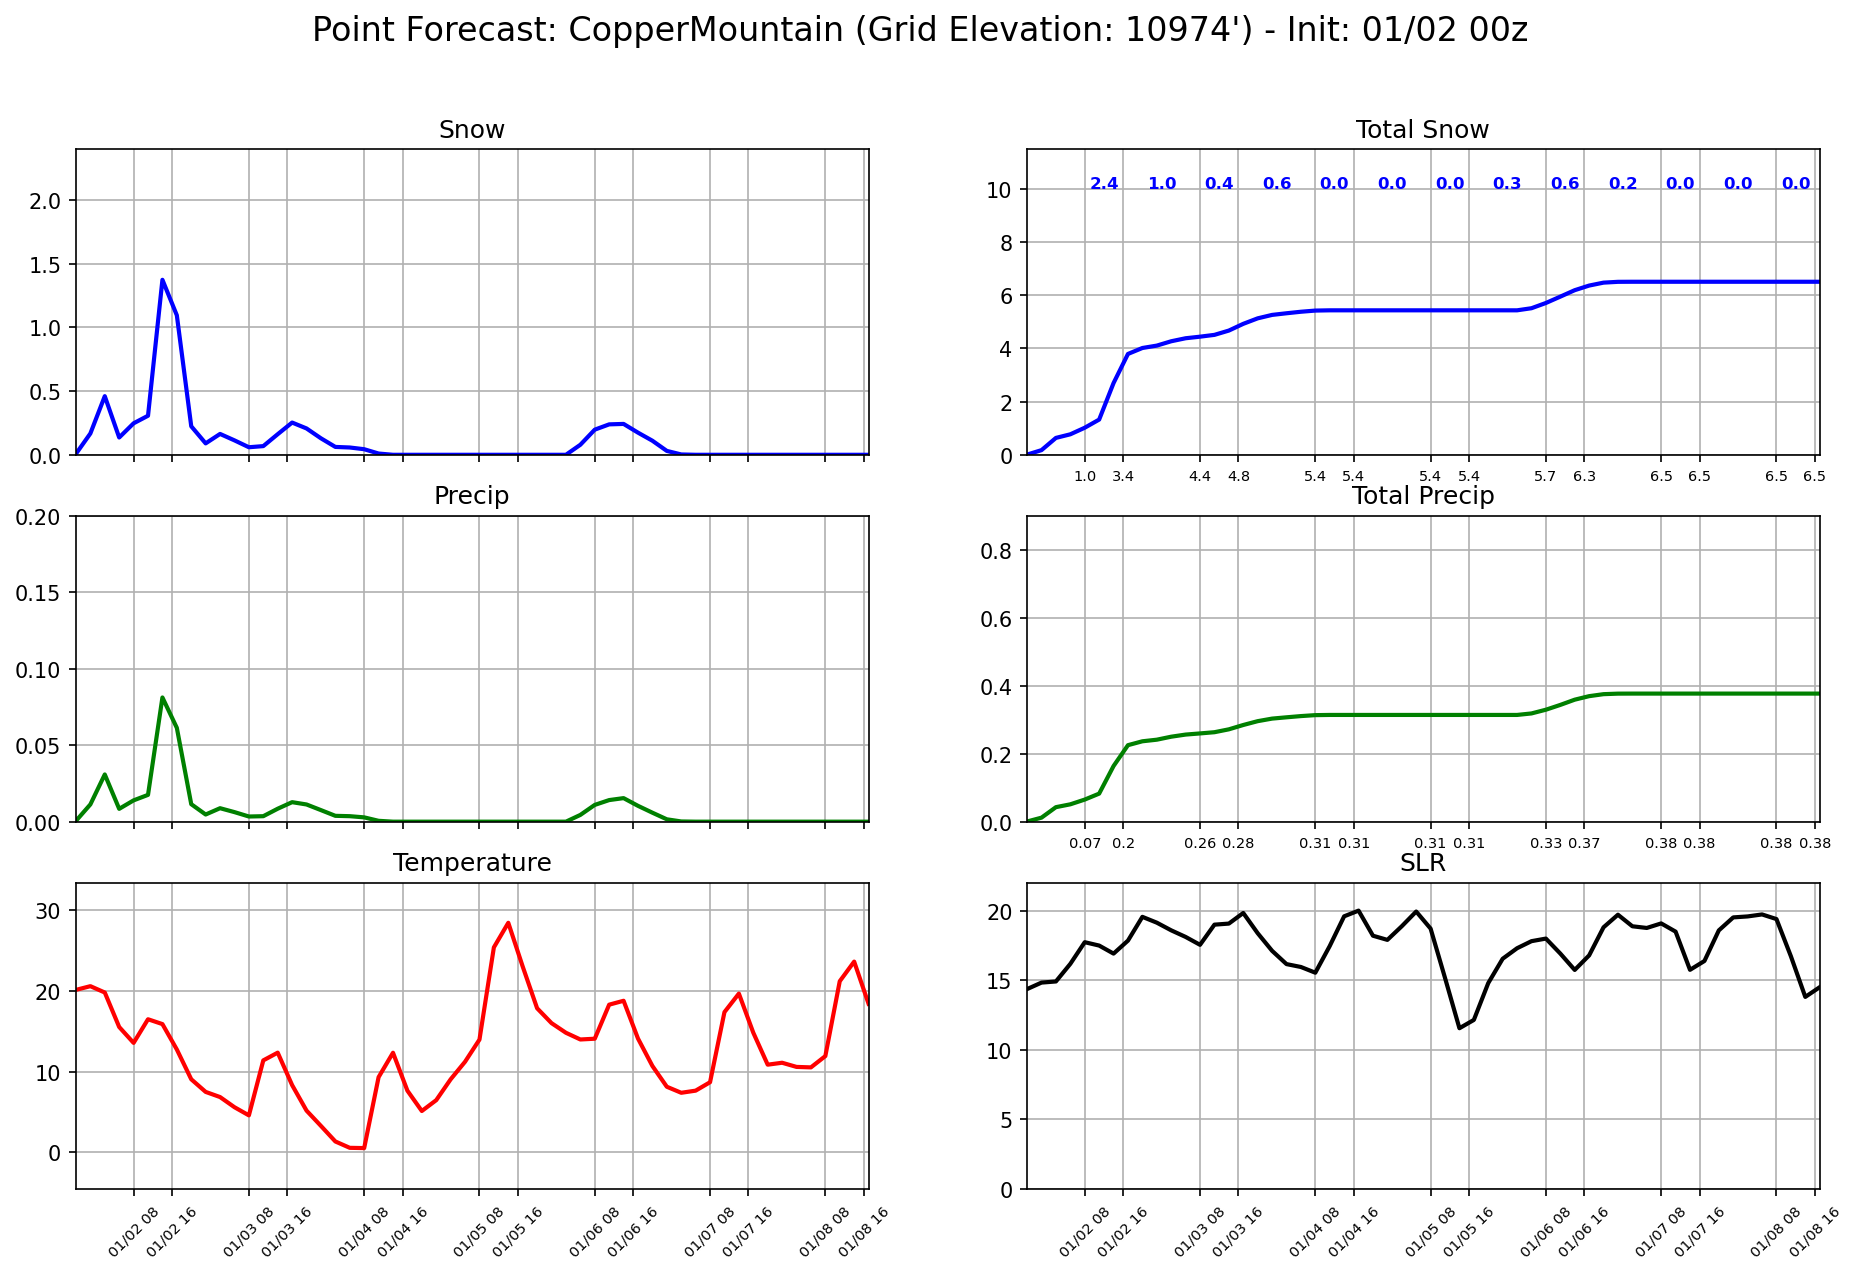 Point Forecast: CopperMountain (Grid Elevation: 10974') - Init: 01/02 00z
Snow
2.0
1.5
1.0
0.5
0.0
Total Snow
10
8
6
4
2
0
2.4 1.0 0.4 0.6 0.0 0.0 0.0 0.3 0.6 0.2 0.0 0.0 0.0
1.0 3.4 4.4 4.8 5.4 5.4 5.4 5.4 5.7 6.3 6.5 6.5 6.5 6.5
Precip
0.20
0.15
0.10
0.05
0.00
Total Precip
0.8
0.6
0.4
0.2
0.0
0.07 0.2 0.26 0.28 0.31 0.31 0.31 0.31 0.33 0.37 0.38 0.38 0.38 0.38
Temperature
30
20
10
0
01/02 08 01/02 16 01/03 08 01/03 16 01/04 08 01/04 16 01/05 08 01/05 16 01/06 08 01/06 16 01/07 08 01/07 16 01/08 08 01/08 16
SLR
20
15
10
5
0
01/02 08 01/02 16 01/03 08 01/03 16 01/04 08 01/04 16 01/05 08 01/05 16 01/06 08 01/06 16 01/07 08 01/07 16 01/08 08 01/08 16